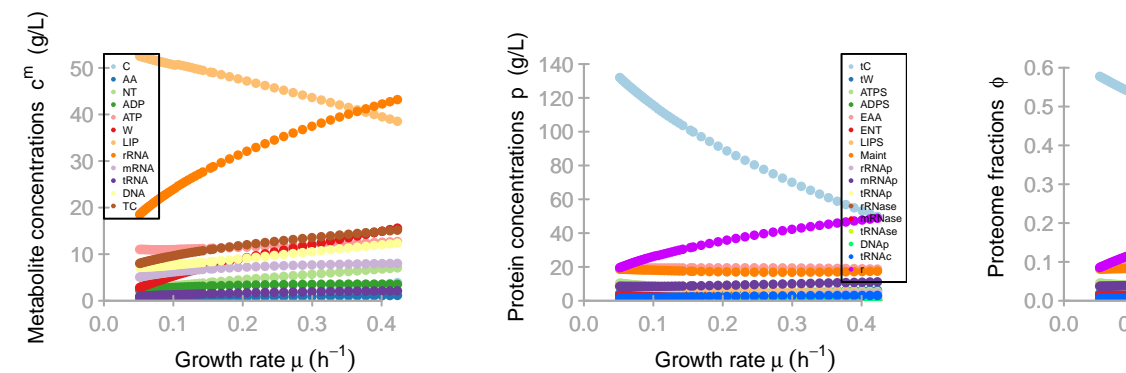 Metabolite concentrations c^m (g/L)
50
40
30
20
10
0
C
AA
NT
ADP
ATP
W
LIP
rRNA
mRNA
tRNA
DNA
TC
0.0 0.1 0.2 0.3 0.4
Growth rate μ (h⁻¹)
Protein concentrations p (g/L)
140
120
100
80
60
40
20
0
tC
tW
ATPS
ADPS
EAA
ENT
LIPS
Maint
rRNAp
mRNAp
tRNAp
rRNase
mRNase
tRNAse
DNAp
tRNAc
r
0.0 0.1 0.2 0.3 0.4
Growth rate μ (h⁻¹)
Proteome fractions ϕ
0.6
0.5
0.4
0.3
0.2
0.1
0.0
0.0